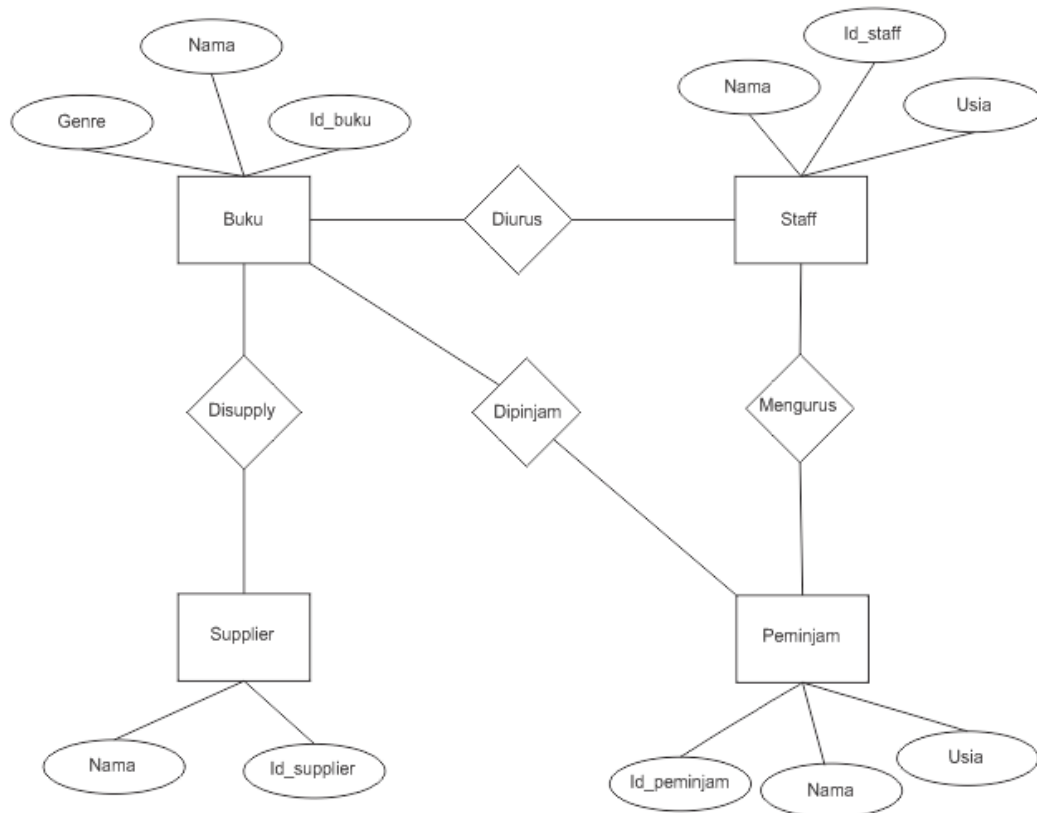 Id_staff
Nama
Nama
Usia
Genre
Id_buku
Buku
Diurus
Staff
Disupply
Dipinjam
Mengurus
Supplier
Peminjam
Nama
Id_supplier
Id_peminjam
Nama
Usia